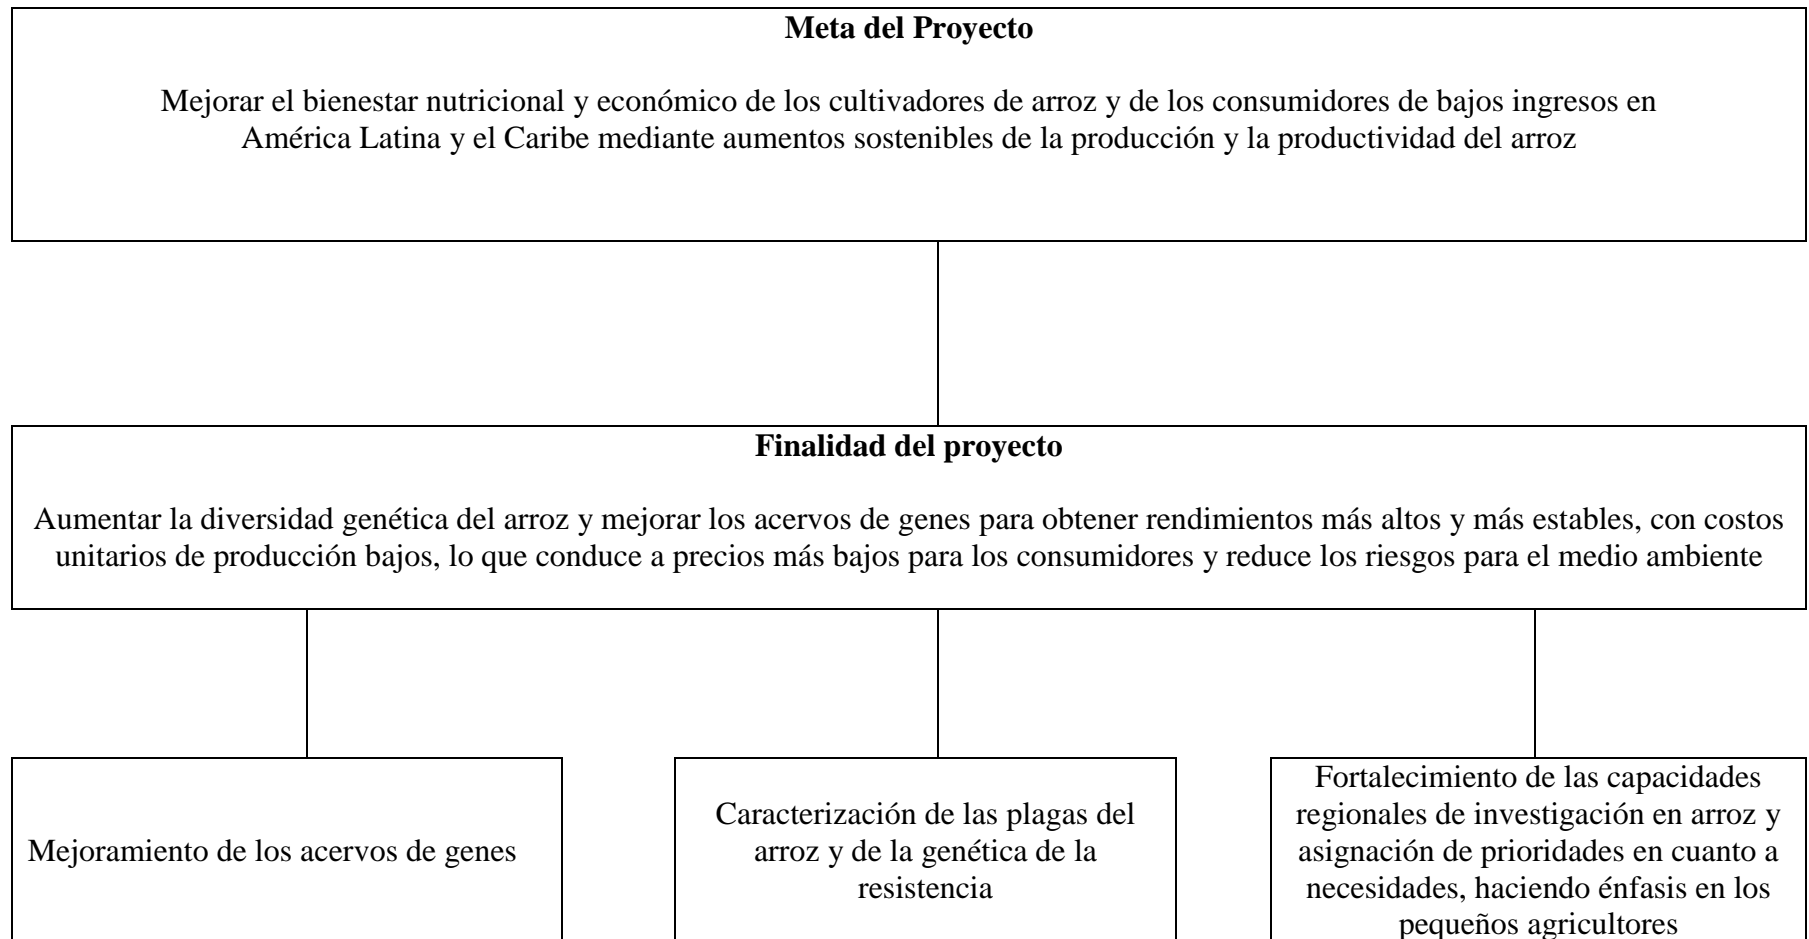 Meta del Proyecto
Mejorar el bienestar nutricional y económico de los cultivadores de arroz y de los consumidores de bajos ingresos en
América Latina y el Caribe mediante aumentos sostenibles de la producción y la productividad del arroz
Finalidad del proyecto
Aumentar la diversidad genética del arroz y mejorar los acervos de genes para obtener rendimientos más altos y más estables, con costos
unitarios de producción bajos, lo que conduce a precios más bajos para los consumidores y reduce los riesgos para el medio ambiente
Mejoramiento de los acervos de genes
Caracterización de las plagas del
arroz y de la genética de la
resistencia
Fortalecimiento de las capacidades
regionales de investigación en arroz y
asignación de prioridades en cuanto a
necesidades, haciendo énfasis en los
pequeños agricultores